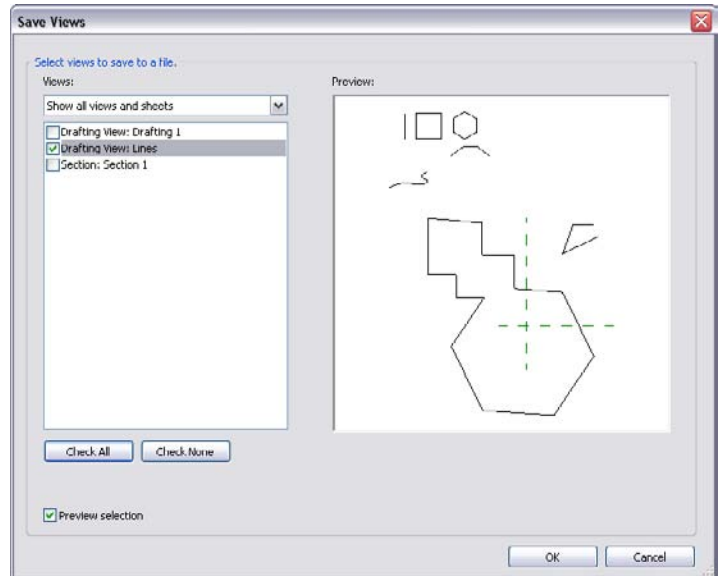 Save Views
Select views to save to a file.
Views:
Preview:
Show all views and sheets
Drafting View: Drafting 1
Drafting View: Lines
Section: Section 1
Check All
Check None
Preview selection
OK
Cancel